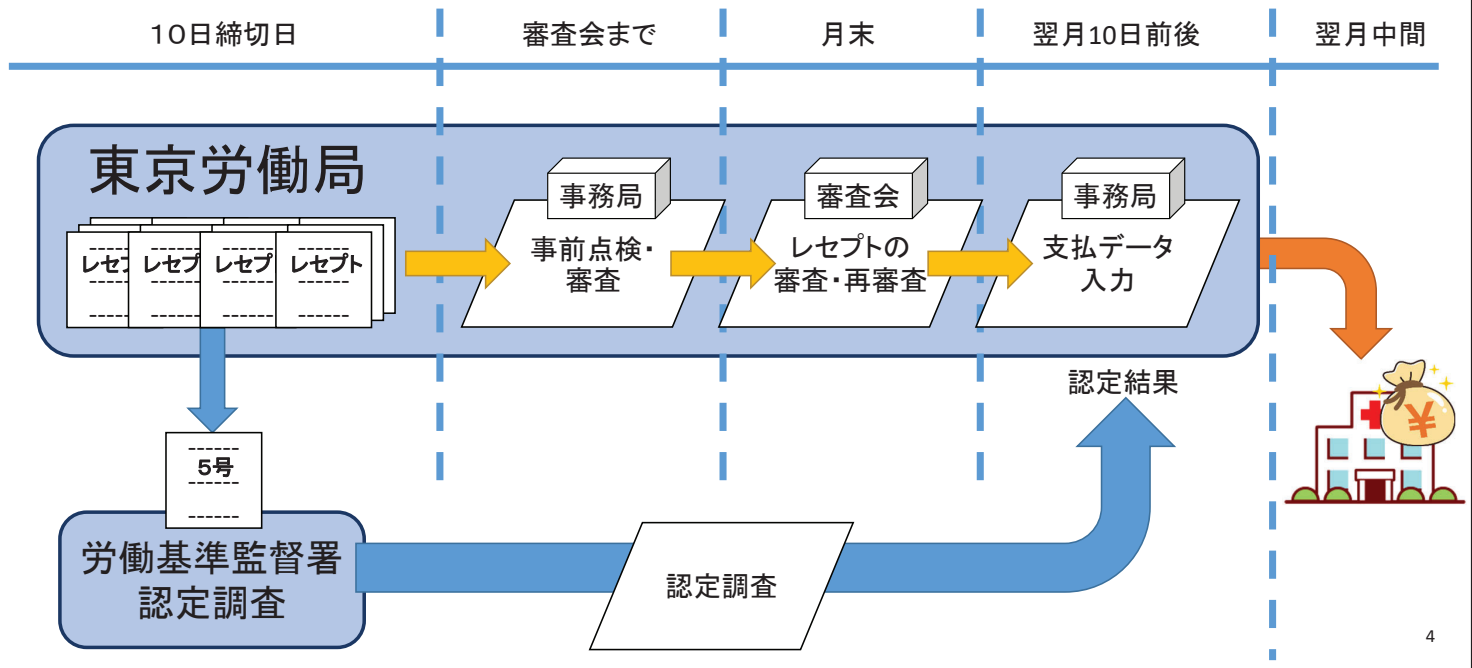 10日締切日
審査会まで
月末
翌月10日前後
翌月中間
東京労働局
レセプ
レセプ
レセプ
レセプト
事務局
事前点検・
審査
審査会
レセプトの
審査・再審査
事務局
支払データ
入力
認定結果
5号
労働基準監督署
認定調査
認定調査
¥
4